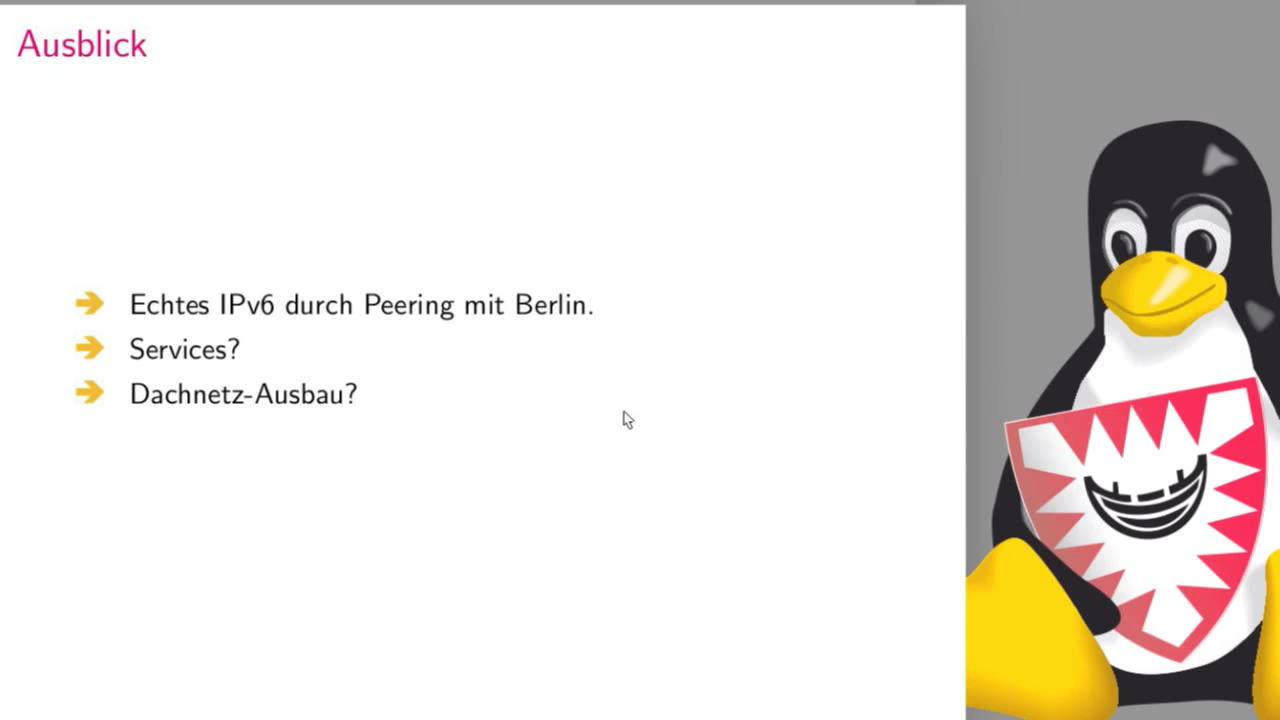 Ausblick
Echtes IPv6 durch Peering mit Berlin.
Services?
Dachnetz-Ausbau?